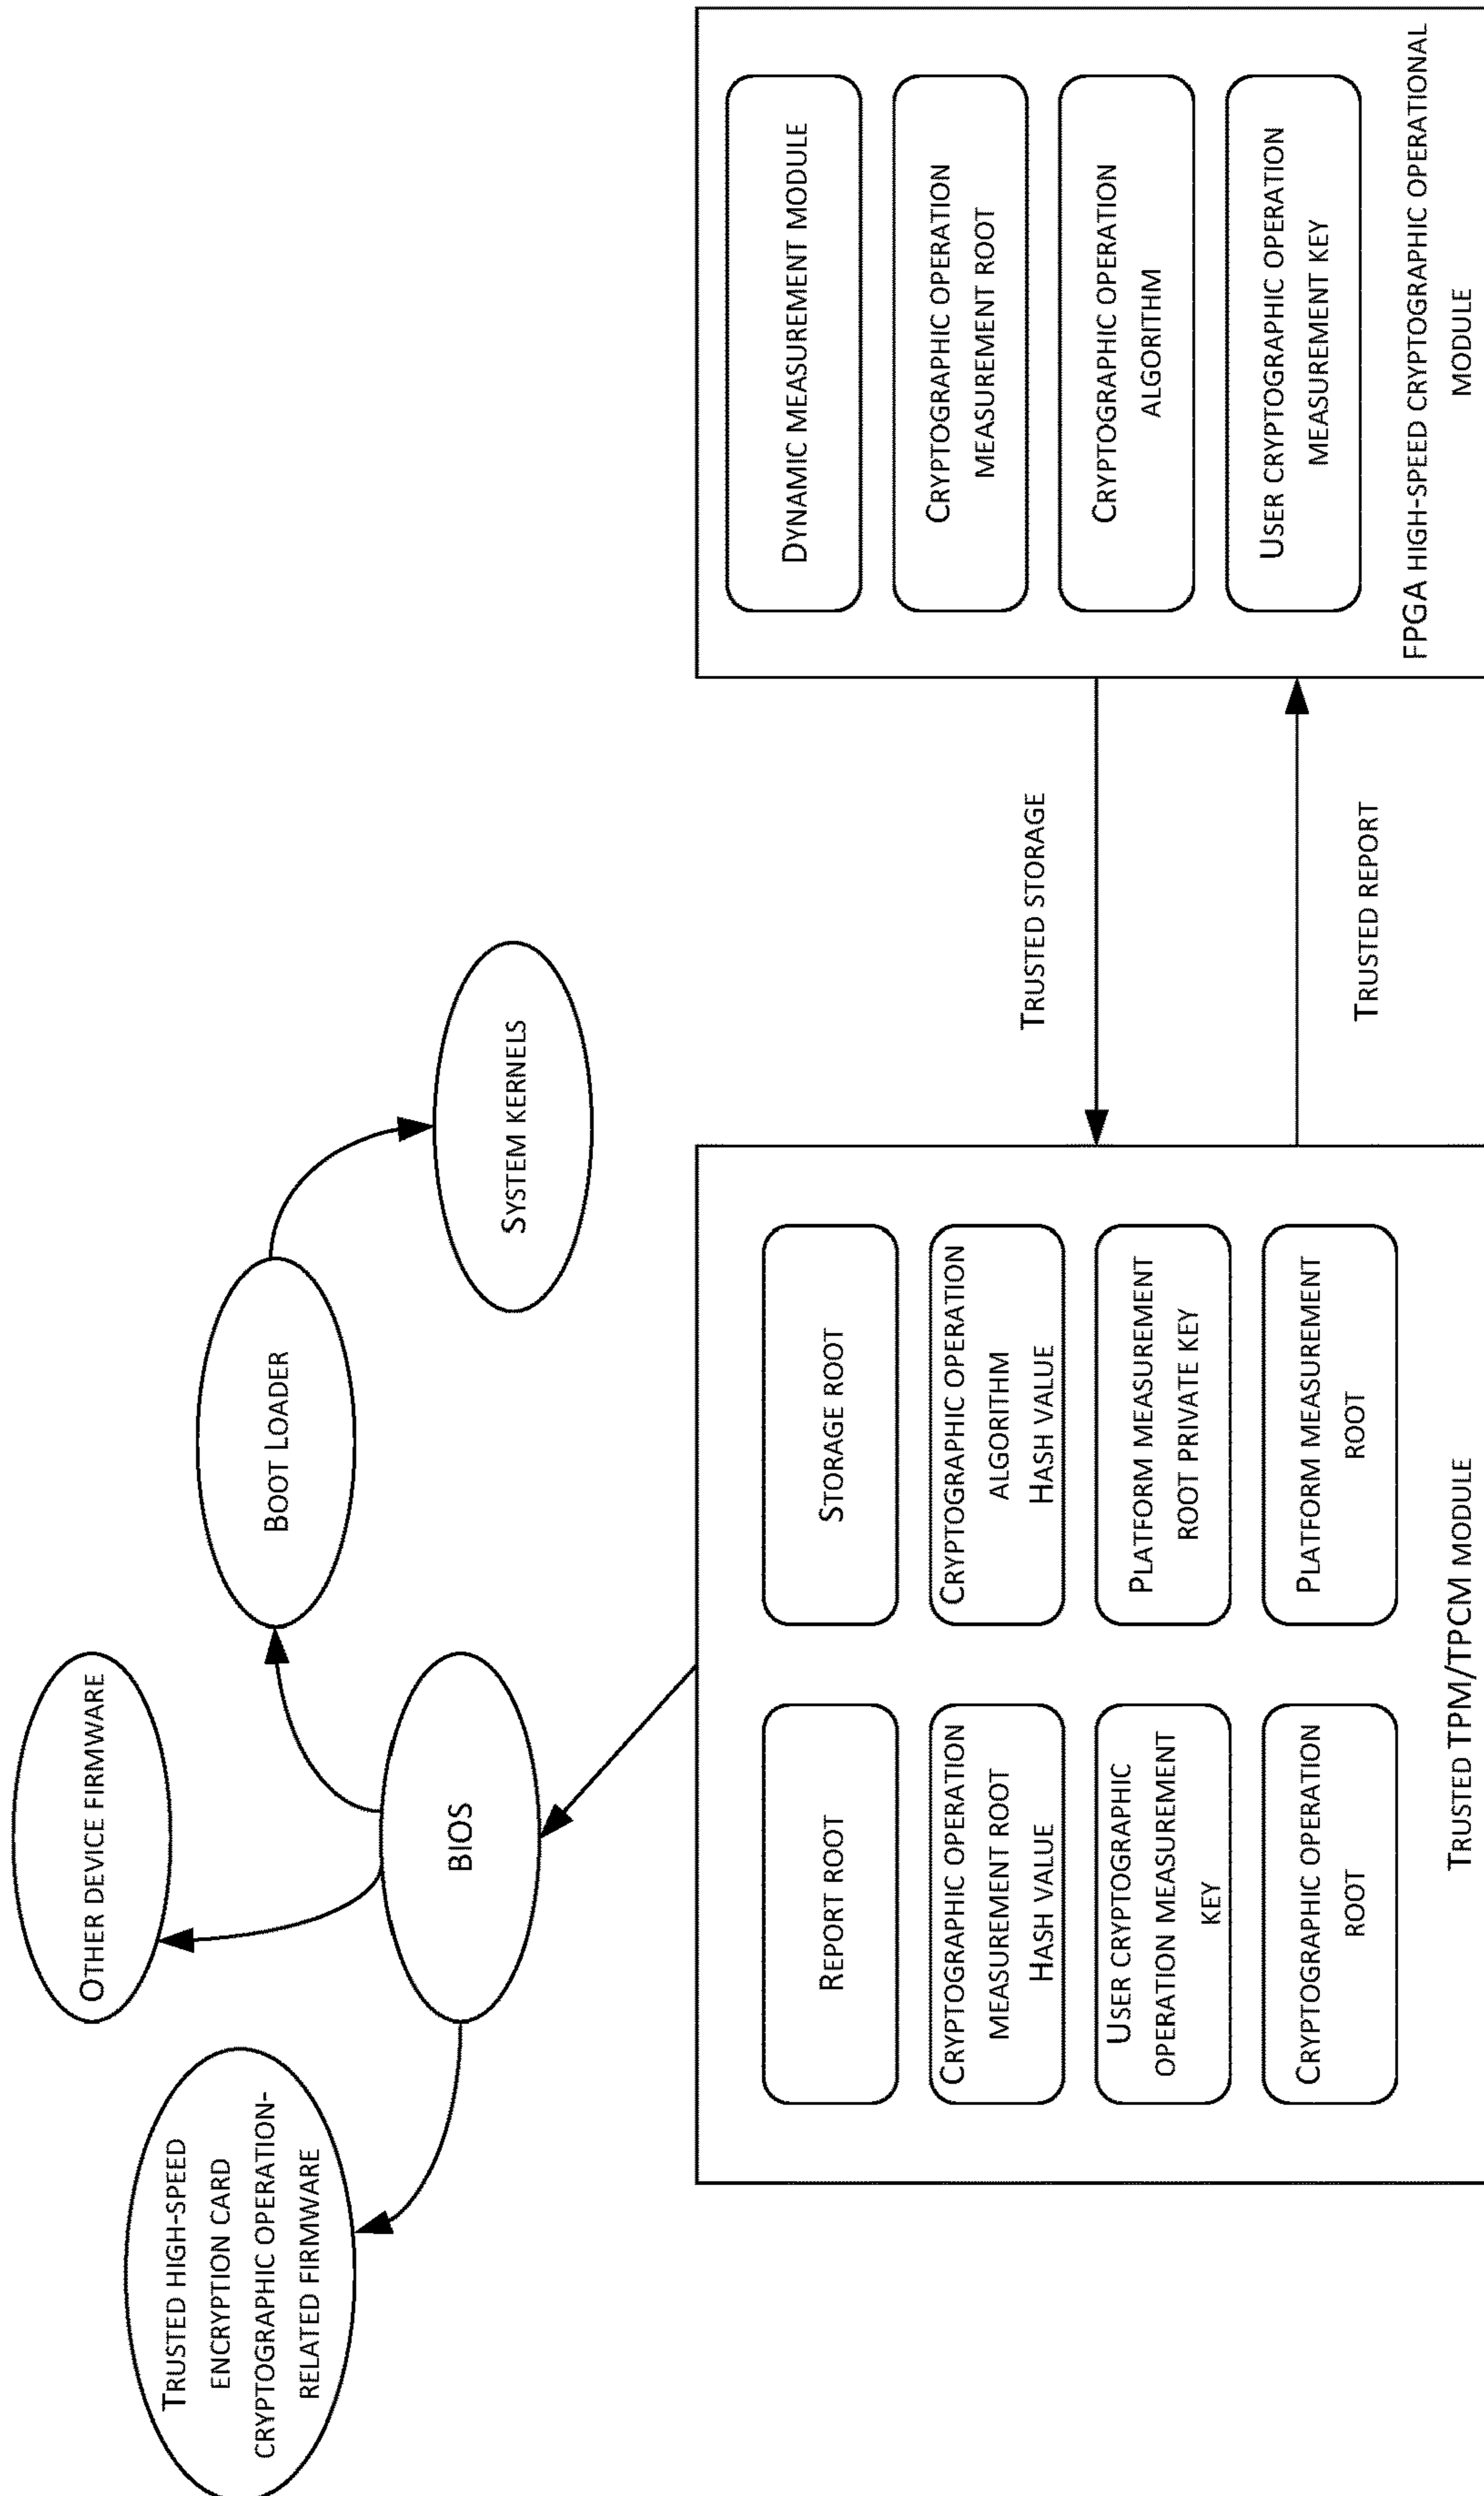 TRUSTED HIGH-SPEED
ENCRYPTION CARD
CRYPTOGRAPHIC OPERATION-
RELATED FIRMWARE
OTHER DEVICE FIRMWARE
BOOT LOADER
BIOS
SYSTEM KERNELS
REPORT ROOT
STORAGE ROOT
CRYPTOGRAPHIC OPERATION
MEASUREMENT ROOT
HASH VALUE
CRYPTOGRAPHIC OPERATION
ALGORITHM
HASH VALUE
USER CRYPTOGRAPHIC
OPERATION MEASUREMENT
KEY
PLATFORM MEASUREMENT
ROOT PRIVATE KEY
CRYPTOGRAPHIC OPERATION
ROOT
PLATFORM MEASUREMENT
ROOT
TRUSTED TPM/TPCM MODULE
TRUSTED STORAGE
TRUSTED REPORT
DYNAMIC MEASUREMENT MODULE
CRYPTOGRAPHIC OPERATION
MEASUREMENT ROOT
CRYPTOGRAPHIC OPERATION
ALGORITHM
USER CRYPTOGRAPHIC OPERATION
MEASUREMENT KEY
FPGA HIGH-SPEED CRYPTOGRAPHIC OPERATIONAL
MODULE